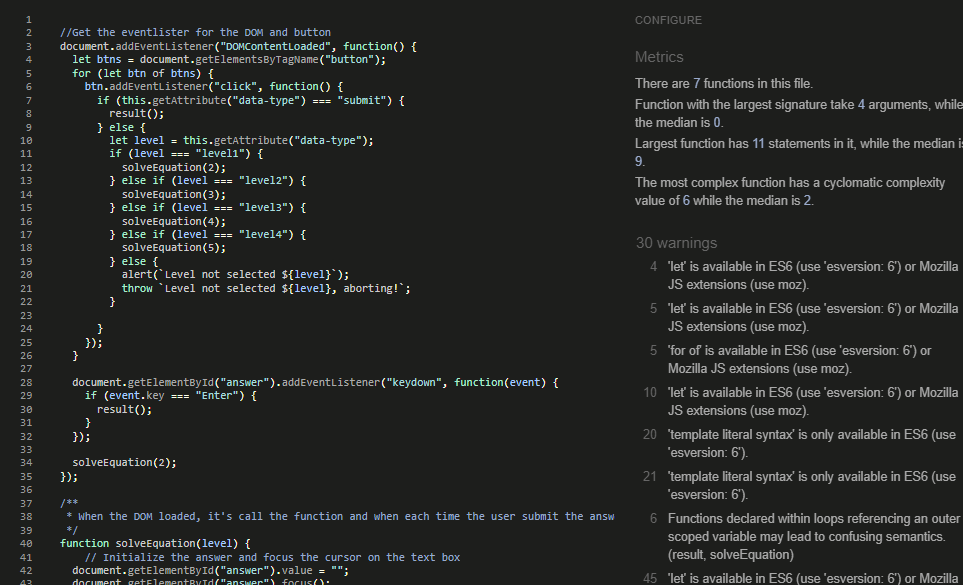 1
2 //Get the eventlister for the DOM and button
3 document.addEventListener("DOMContentLoaded", function() {
4 let btns = document.getElementsByTagName("button");
5 for (let btn of btns) {
6 btn.addEventListener("click", function() {
7 if (this.getAttribute("data-type") === "submit") {
8 result();
9 } else {
10 let level = this.getAttribute("data-type");
11 if (level === "level1") {
12 solveEquation(2);
13 } else if (level === "level2") {
14 solveEquation(3);
15 } else if (level === "level3") {
16 solveEquation(4);
17 } else if (level === "level4") {
18 solveEquation(5);
19 } else {
20 alert(`Level not selected ${level}`);
21 throw `Level not selected ${level}, aborting!`;
22 }
23
24 }
25 });
26 }
27
28 document.getElementById("answer").addEventListener("keydown", function(event) {
29 if (event.key === "Enter") {
30 result();
31 }
32 });
33
34 solveEquation(2);
35 });
36
37 /**
38 * When the DOM loaded, it's call the function and when each time the user submit the answ
39 */
40 function solveEquation(level) {
41 // Initialize the answer and focus the cursor on the text box
42 document.getElementById("answer").value = "";
43 document.getElementById("answer").focus();
CONFIGURE
Metrics
There are 7 functions in this file.
Function with the largest signature take 4 arguments, while
the median is 0.
Largest function has 11 statements in it, while the median is
9.
The most complex function has a cyclomatic complexity
value of 6 while the median is 2.
30 warnings
4 'let' is available in ES6 (use 'esversion: 6') or Mozilla
JS extensions (use moz).
5 'let' is available in ES6 (use 'esversion: 6') or Mozilla
JS extensions (use moz).
5 'for of' is available in ES6 (use 'esversion: 6') or
Mozilla JS extensions (use moz).
10 'let' is available in ES6 (use 'esversion: 6') or Mozilla
JS extensions (use moz).
20 'template literal syntax' is only available in ES6 (use
'esversion: 6').
21 'template literal syntax' is only available in ES6 (use
'esversion: 6').
6 Functions declared within loops referencing an outer
scoped variable may lead to confusing semantics.
(result, solveEquation)
45 'let' is available in ES6 (use 'esversion: 6') or Mozilla